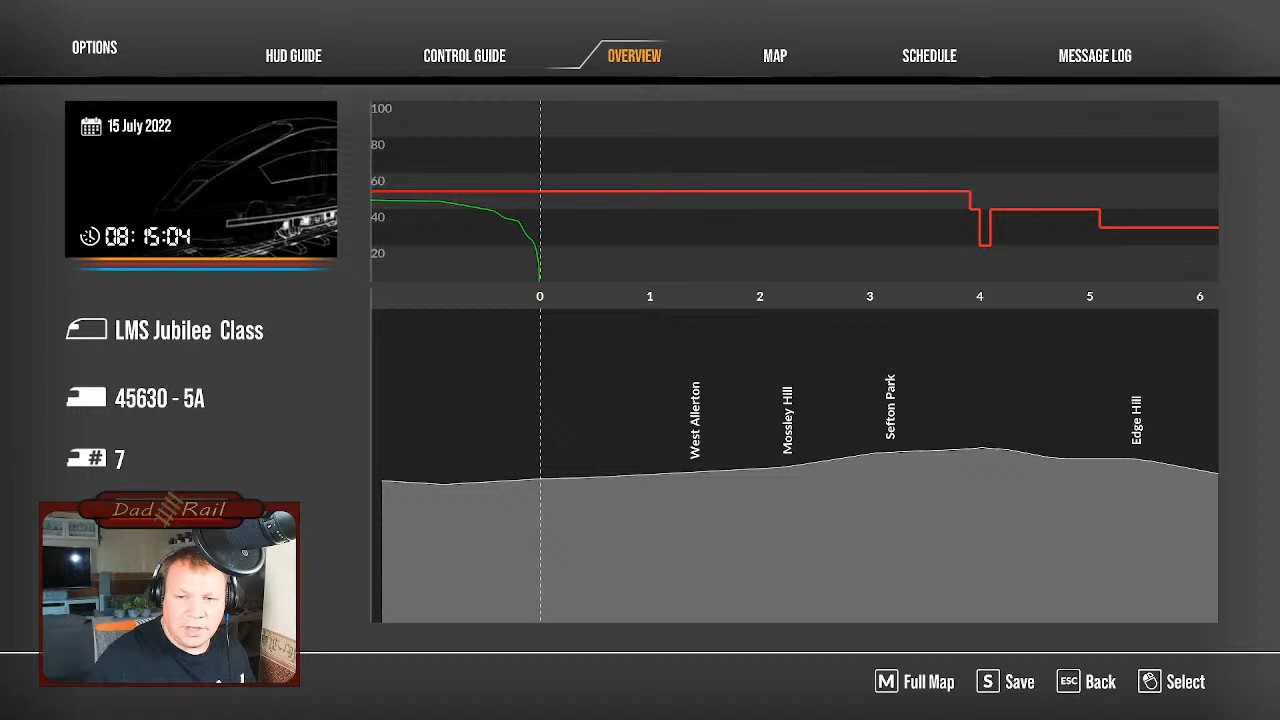 OPTIONS
HUD GUIDE
CONTROL GUIDE
OVERVIEW
MAP
SCHEDULE
MESSAGE LOG
15 July 2022
08:15:04
LMS Jubilee Class
45630 - 5A
# 7
100
80
60
40
20
0 1 2 3 4 5 6
West Allerton
Mossley Hill
Sefton Park
Edge Hill
Dad Rail
M Full Map
S Save
ESC Back
Select